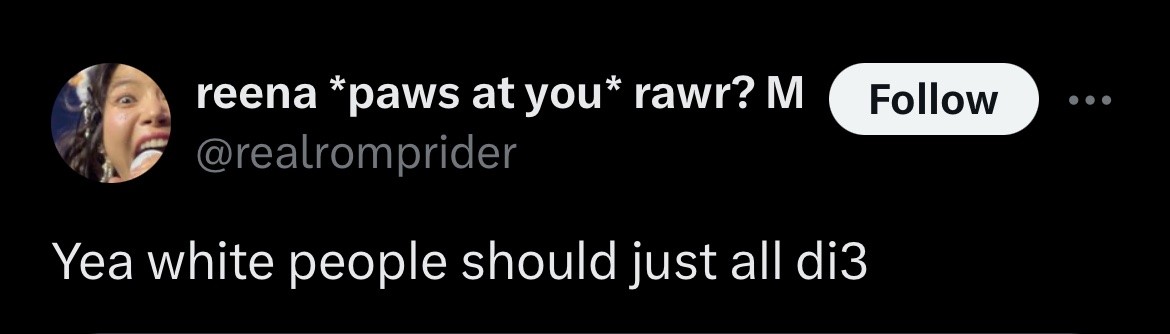 reena *paws at you* rawr? M
Follow
@realromprider
Yea white people should just all di3